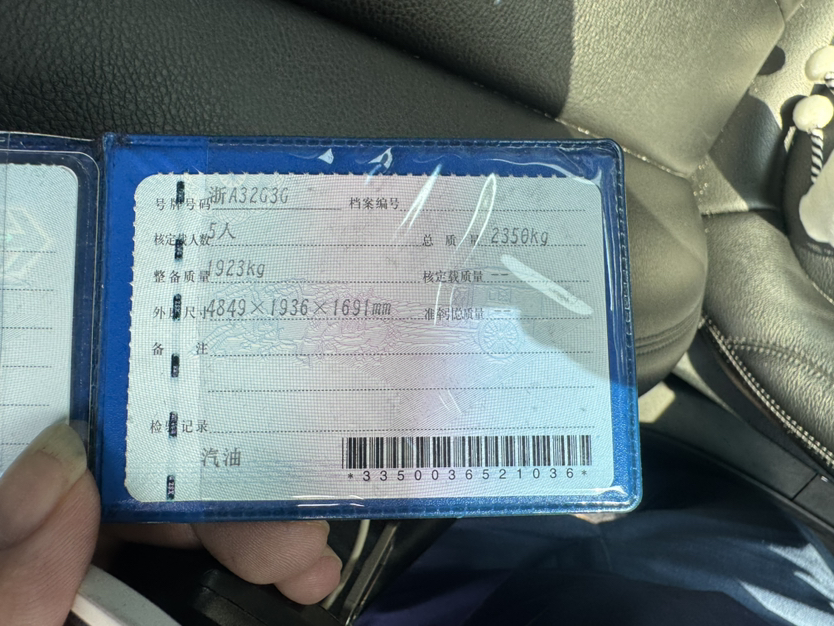 号牌号码 浙A32G3G 档案编号
核定载人数 5人 总质量 2350kg
整备质量 1923kg 核定载质量 --
外廓尺寸 4849×1936×1691mm 准牵引总质量 --
备注
检验记录
汽油
*3350036521036*